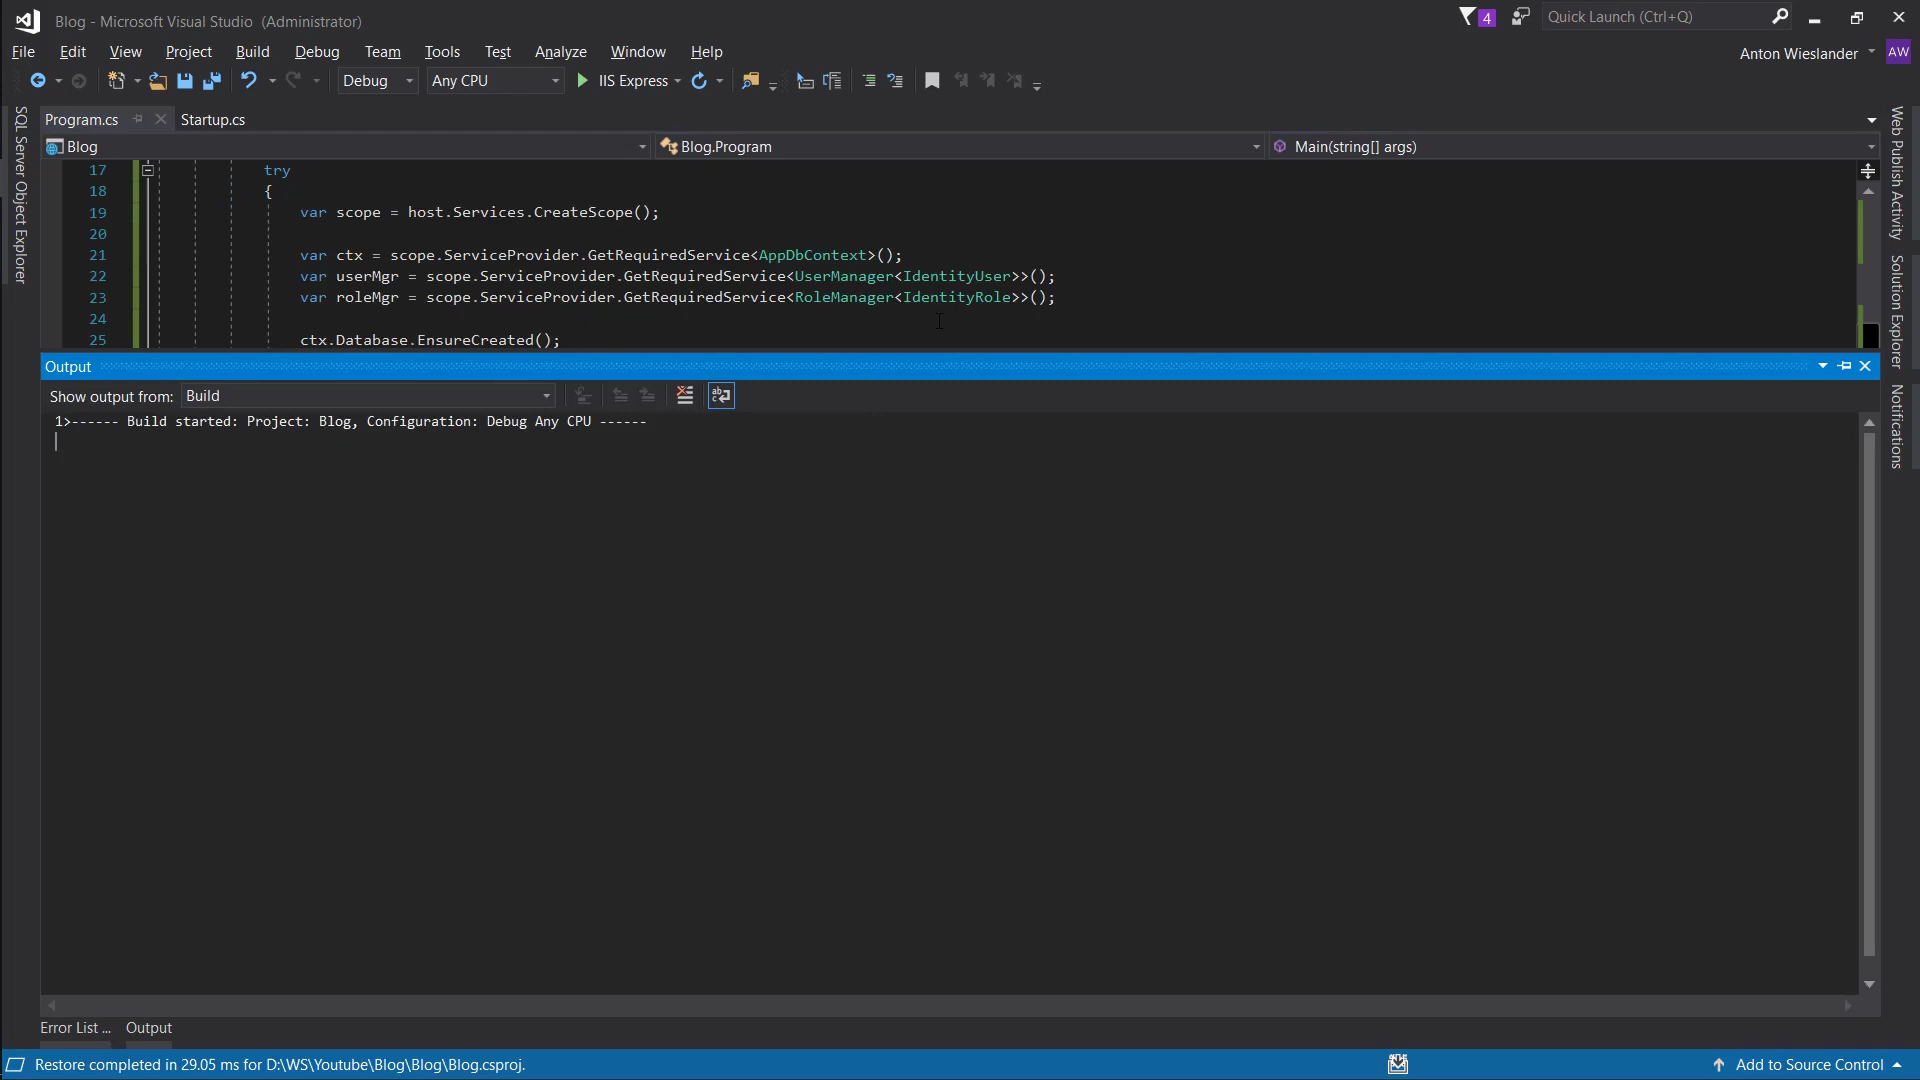 Blog - Microsoft Visual Studio (Administrator)
4
Quick Launch (Ctrl+Q)
File Edit View Project Build Debug Team Tools Test Analyze Window Help
Anton Wieslander AW
Debug Any CPU IIS Express
Program.cs Startup.cs
Blog Blog.Program Main(string[] args)
17 try
18 {
19 var scope = host.Services.CreateScope();
20
21 var ctx = scope.ServiceProvider.GetRequiredService<AppDbContext>();
22 var userMgr = scope.ServiceProvider.GetRequiredService<UserManager<IdentityUser>>();
23 var roleMgr = scope.ServiceProvider.GetRequiredService<RoleManager<IdentityRole>>();
24
25 ctx.Database.EnsureCreated();
SQL Server Object Explorer
Web Publish Activity
Solution Explorer
Notifications
Output
Show output from: Build
1>------ Build started: Project: Blog, Configuration: Debug Any CPU ------
Error List ... Output
Restore completed in 29.05 ms for D:\WS\Youtube\Blog\Blog\Blog.csproj.
Add to Source Control